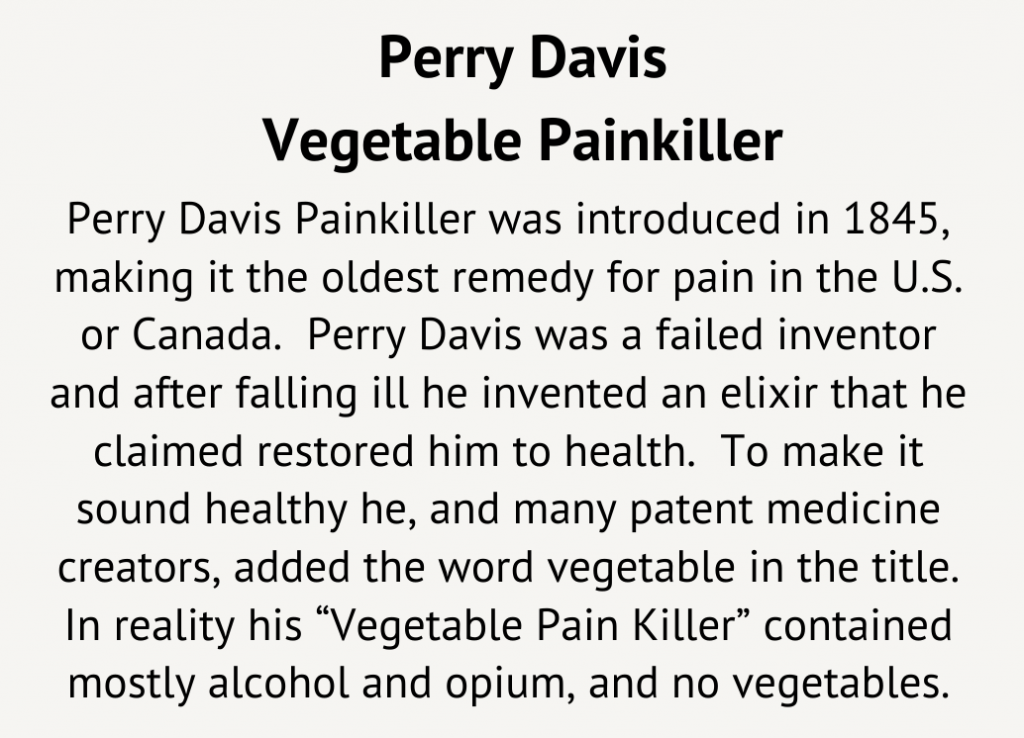 Perry Davis
Vegetable Painkiller
Perry Davis Painkiller was introduced in 1845,
making it the oldest remedy for pain in the U.S.
or Canada.  Perry Davis was a failed inventor
and after falling ill he invented an elixir that he
claimed restored him to health.  To make it
sound healthy he, and many patent medicine
creators, added the word vegetable in the title.
In reality his “Vegetable Pain Killer” contained
mostly alcohol and opium, and no vegetables.